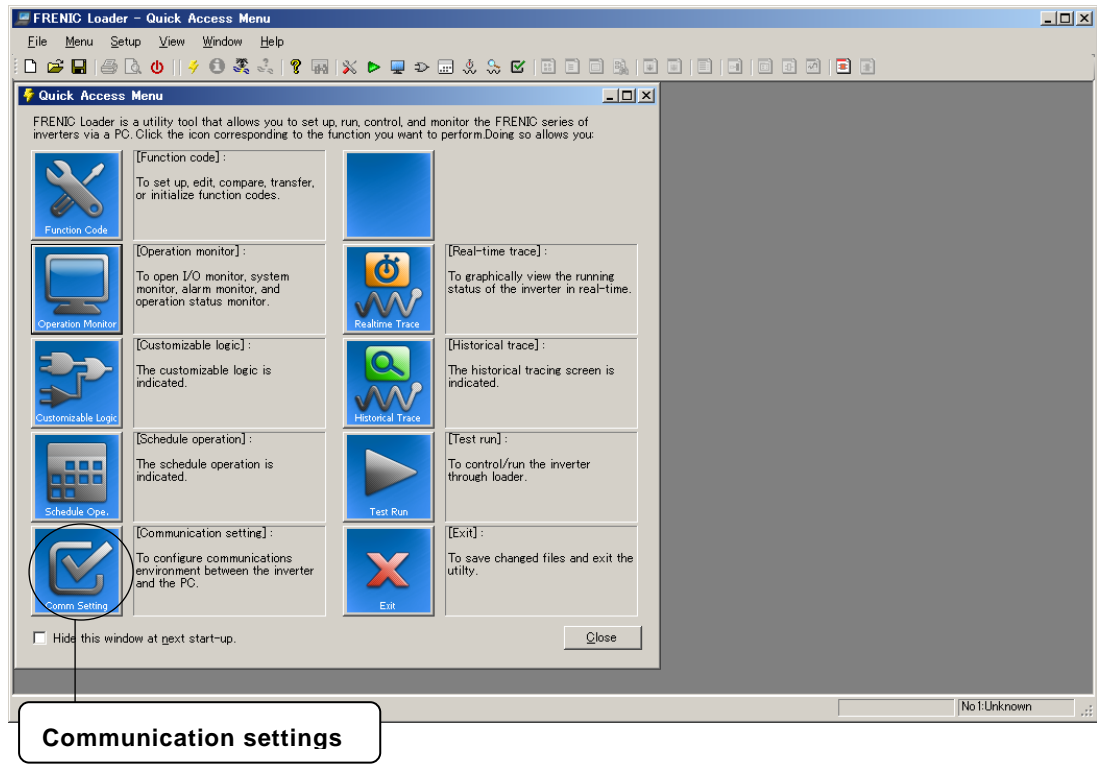 FRENIC Loader - Quick Access Menu
File Menu Setup View Window Help
Quick Access Menu
FRENIC Loader is a utility tool that allows you to set up, run, control, and monitor the FRENIC series of
inverters via a PC. Click the icon corresponding to the function you want to perform.Doing so allows you:
Function Code
[Function code] :
To set up, edit, compare, transfer,
or initialize function codes.
Operation Monitor
[Operation monitor] :
To open I/O monitor, system
monitor, alarm monitor, and
operation status monitor.
Realtime Trace
[Real-time trace] :
To graphically view the running
status of the inverter in real-time.
Customizable Logic
[Customizable logic] :
The customizable logic is
indicated.
Historical Trace
[Historical trace] :
The historical tracing screen is
indicated.
Schedule Ope.
[Schedule operation] :
The schedule operation is
indicated.
Test Run
[Test run] :
To control/run the inverter
through loader.
Comm Setting
[Communication setting] :
To configure communications
environment between the inverter
and the PC.
Exit
[Exit] :
To save changed files and exit the
utilty.
Hide this window at next start-up.
Close
No1:Unknown
Communication settings